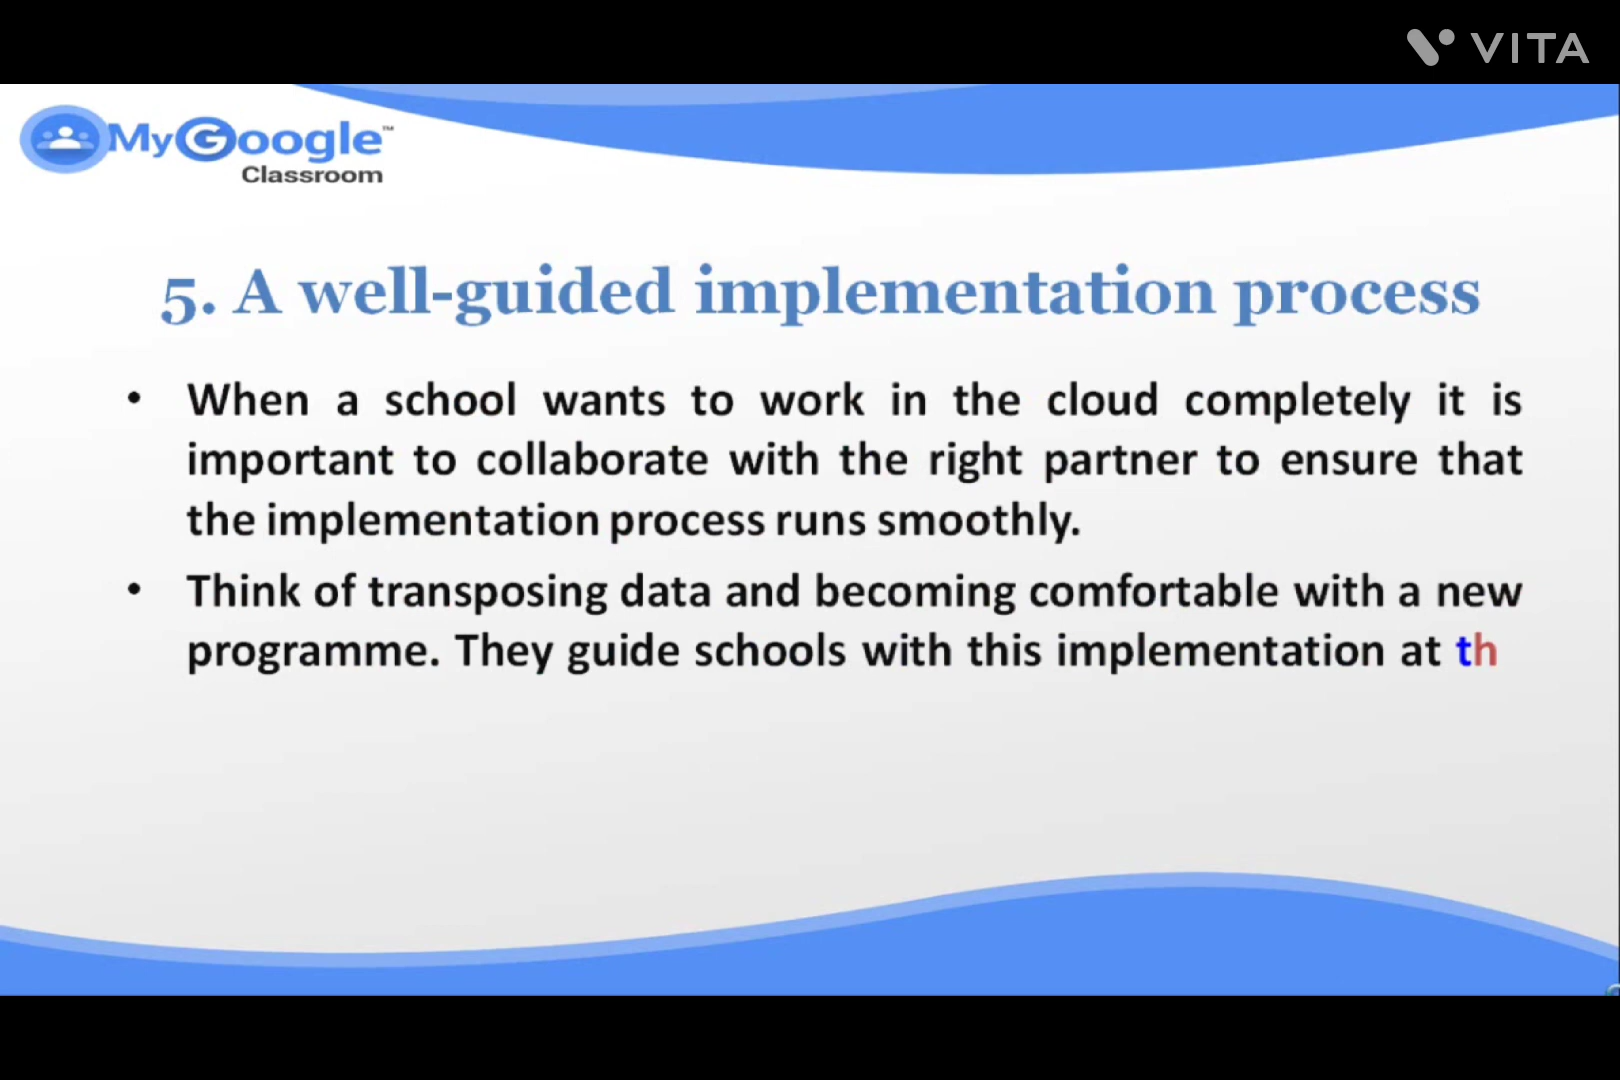 VITA
MyGoogle™
Classroom
5. A well-guided implementation process
• When a school wants to work in the cloud completely it is
important to collaborate with the right partner to ensure that
the implementation process runs smoothly.
• Think of transposing data and becoming comfortable with a new
programme. They guide schools with this implementation at th